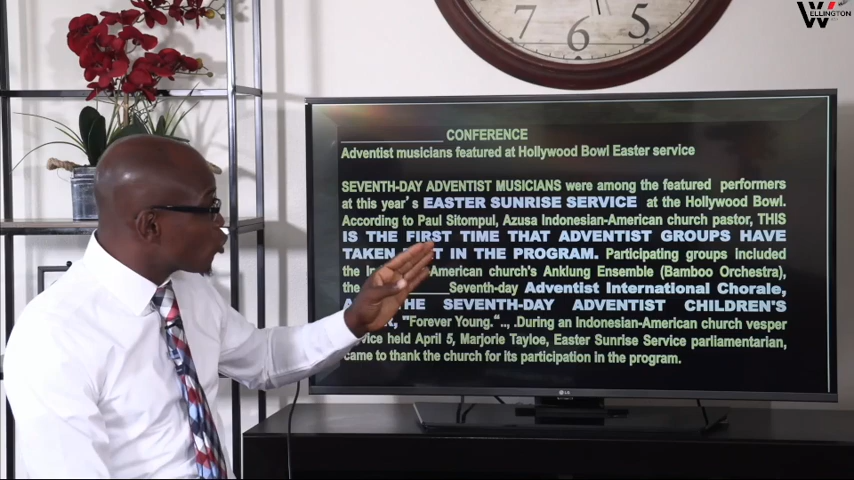 WELLINGTON
7 6 5
CONFERENCE
Adventist musicians featured at Hollywood Bowl Easter service
SEVENTH-DAY ADVENTIST MUSICIANS were among the featured performers
at this year's EASTER SUNRISE SERVICE at the Hollywood Bowl.
According to Paul Sitompul, Azusa Indonesian-American church pastor, THIS
IS THE FIRST TIME THAT ADVENTIST GROUPS HAVE
TAKEN IN THE PROGRAM. Participating groups included
the American church's Anklung Ensemble (Bamboo Orchestra),
the Seventh-day Adventist International Chorale,
THE SEVENTH-DAY ADVENTIST CHILDREN'S
"Forever Young.".., .During an Indonesian-American church vesper
held April 5, Marjorie Tayloe, Easter Sunrise Service parliamentarian,
came to thank the church for its participation in the program.
LG